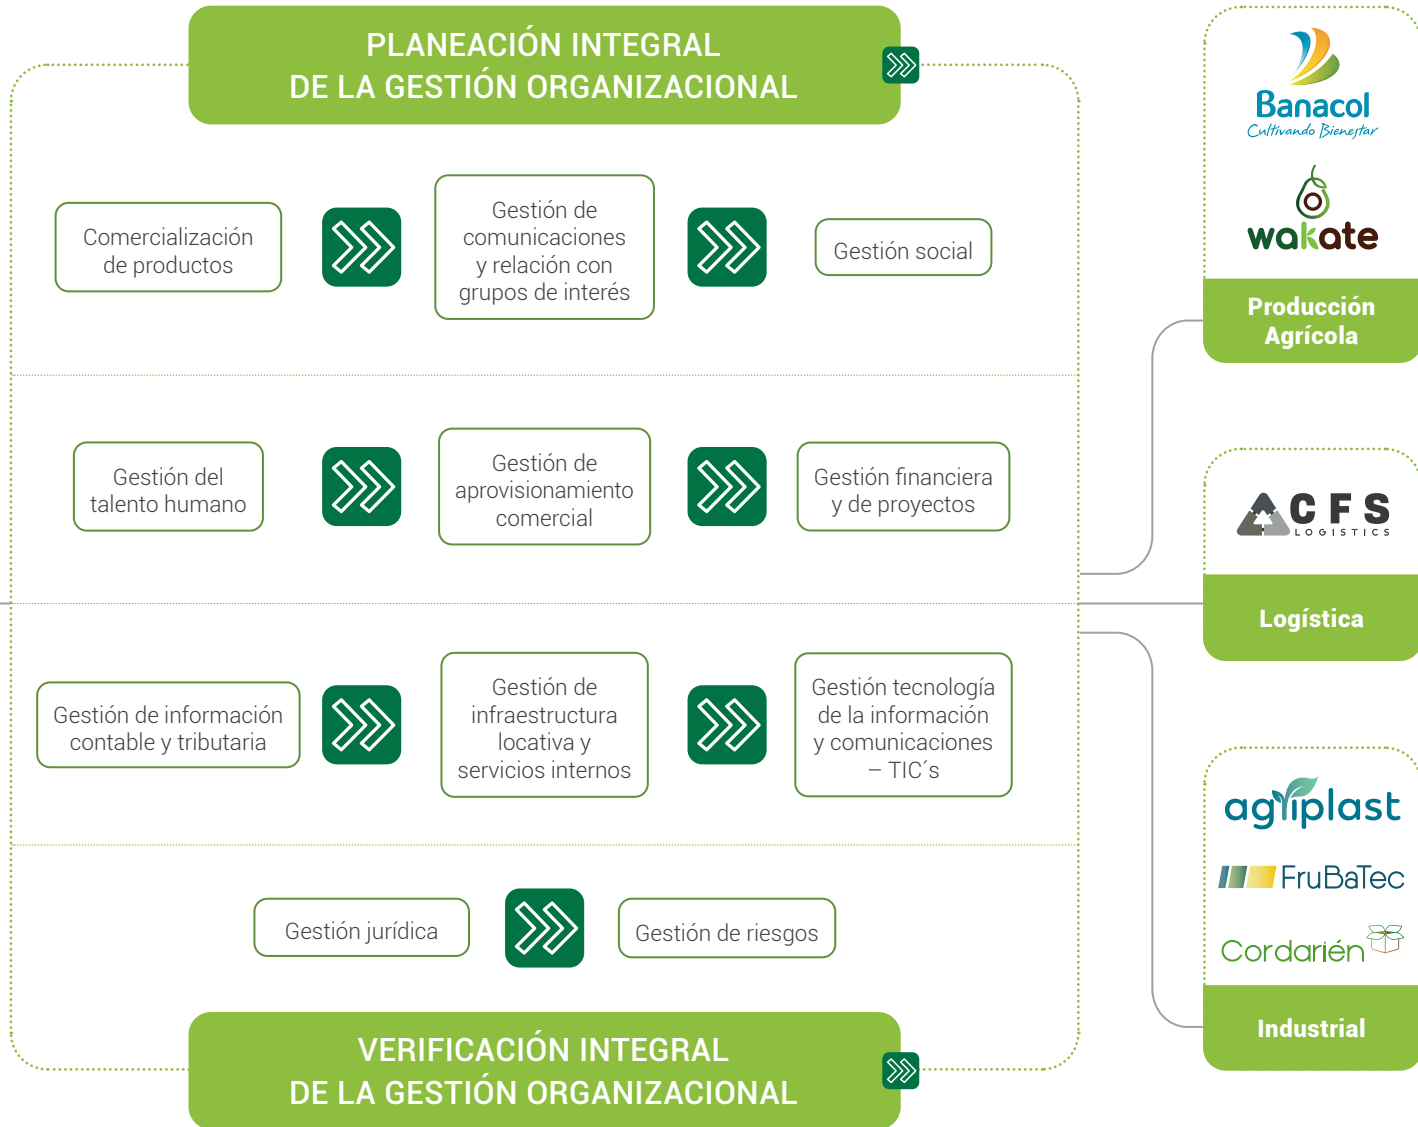 PLANEACIÓN INTEGRAL
DE LA GESTIÓN ORGANIZACIONAL
Comercialización
de productos
Gestión de
comunicaciones
y relación con
grupos de interés
Gestión social
Gestión del
talento humano
Gestión de
aprovisionamiento
comercial
Gestión financiera
y de proyectos
Gestión de información
contable y tributaria
Gestión de
infraestructura
locativa y
servicios internos
Gestión tecnología
de la información
y comunicaciones
– TIC´s
Gestión jurídica
Gestión de riesgos
VERIFICACIÓN INTEGRAL
DE LA GESTIÓN ORGANIZACIONAL
Banacol
Cultivando Bienestar
wakate
Producción
Agrícola
CFS
LOGISTICS
Logística
agriplast
FruBaTec
Cordarién
Industrial